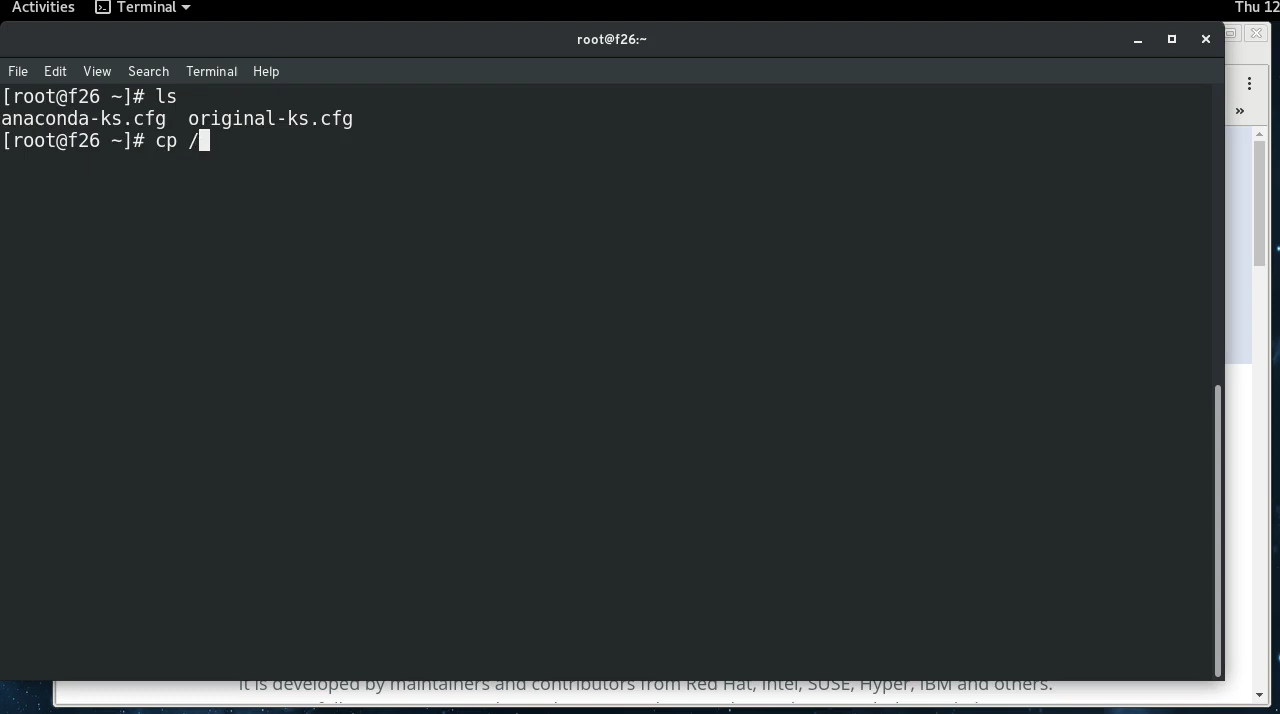 Activities Terminal Thu 12
root@f26:~
File Edit View Search Terminal Help
[root@f26 ~]# ls
anaconda-ks.cfg original-ks.cfg
[root@f26 ~]# cp /
»
It is developed by maintainers and contributors from Red Hat, Intel, SUSE, Hyper, IBM and others.